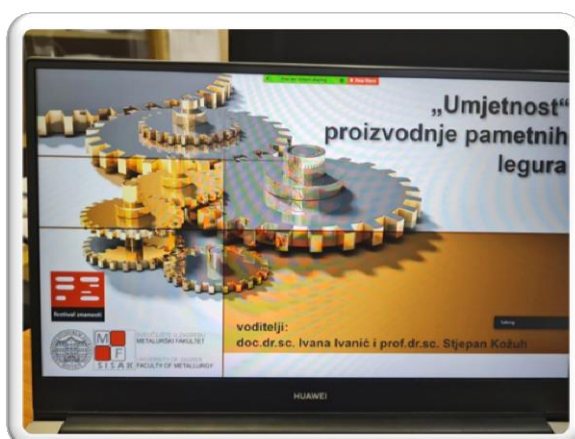 „Umjetnost“
proizvodnje pametnih
legura
festival znanosti
voditelji:
doc.dr.sc. Ivana Ivanić i prof.dr.sc. Stjepan Kožuh
M
F
SISAK
SVEUČILIŠTE U ZAGREBU
METALURŠKI FAKULTET
UNIVERSITY OF ZAGREB
FACULTY OF METALLURGY
HUAWEI